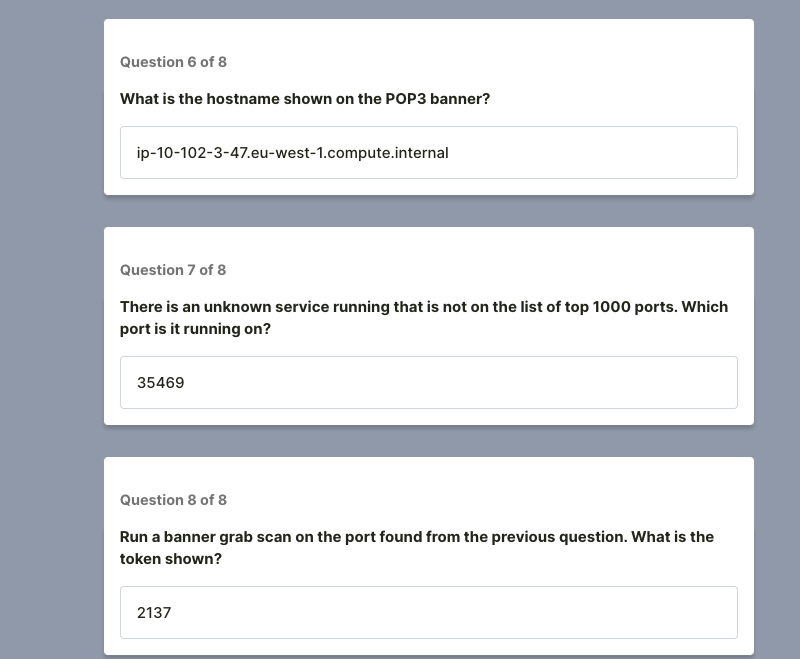 Question 6 of 8
What is the hostname shown on the POP3 banner?
ip-10-102-3-47.eu-west-1.compute.internal
Question 7 of 8
There is an unknown service running that is not on the list of top 1000 ports. Which
port is it running on?
35469
Question 8 of 8
Run a banner grab scan on the port found from the previous question. What is the
token shown?
2137